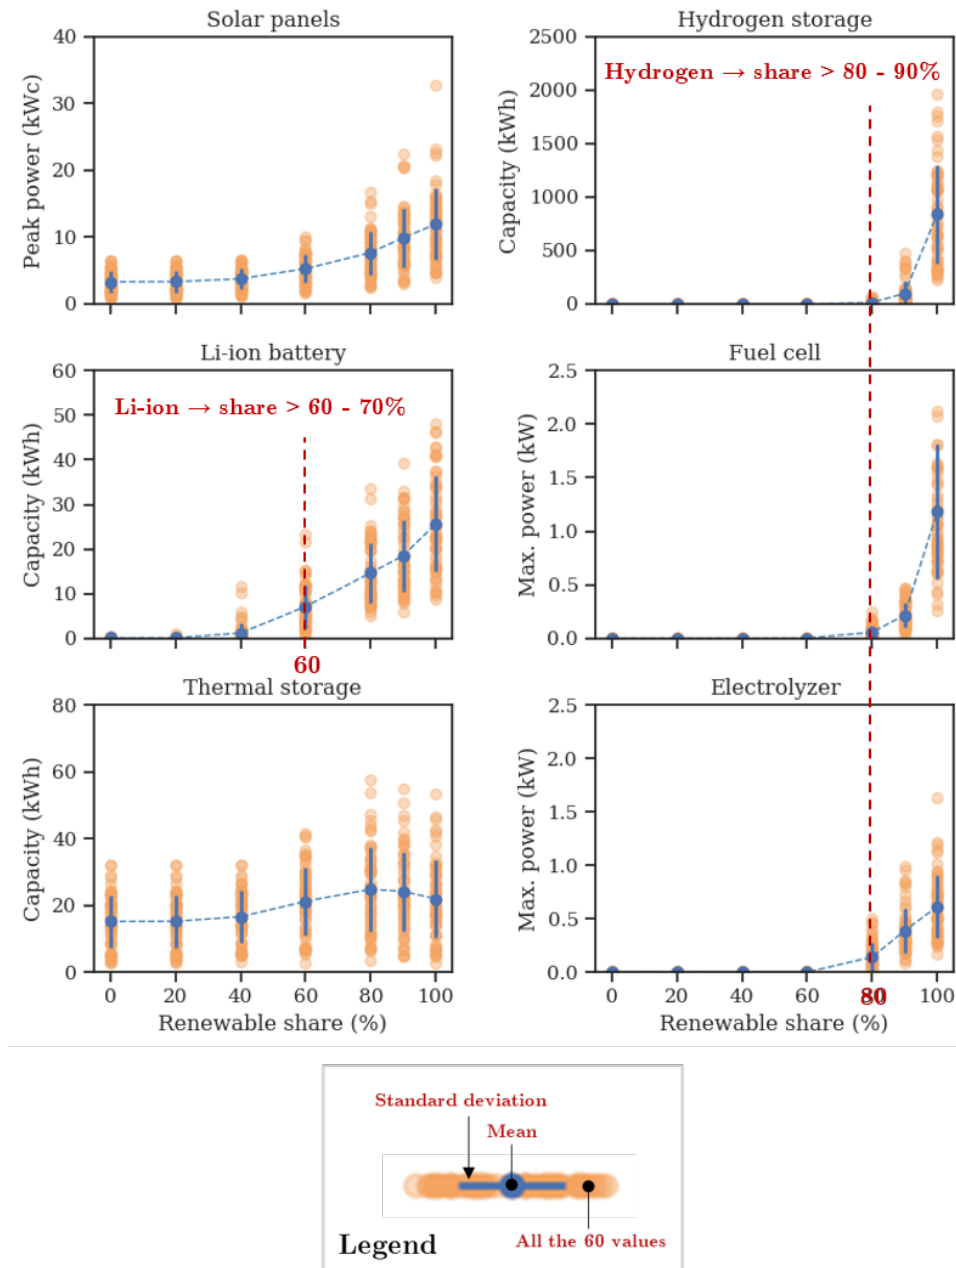 Solar panels
Peak power (kWc)
40
30
20
10
0
Hydrogen storage
Hydrogen → share > 80 - 90%
Capacity (kWh)
2500
2000
1500
1000
500
0
Li-ion battery
Li-ion → share > 60 - 70%
Capacity (kWh)
60
50
40
30
20
10
0
60
Fuel cell
Max. power (kW)
2.5
2.0
1.5
1.0
0.5
0.0
Thermal storage
Capacity (kWh)
80
60
40
20
0
0 20 40 60 80 100
Renewable share (%)
Electrolyzer
Max. power (kW)
2.5
2.0
1.5
1.0
0.5
0.0
0 20 40 60 80 100
80
Renewable share (%)
Standard deviation
Mean
All the 60 values
Legend